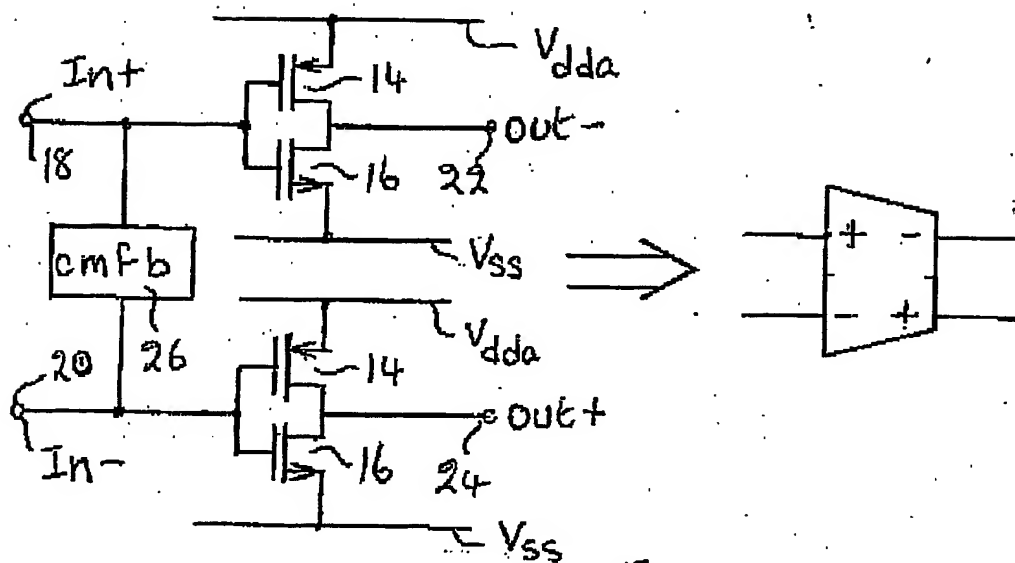 Vdda
In+
14
Out-
18
16
22
cmfb
Vss
+ -
- +
Vdda
20
26
14
Out+
In-
16
24
Vss